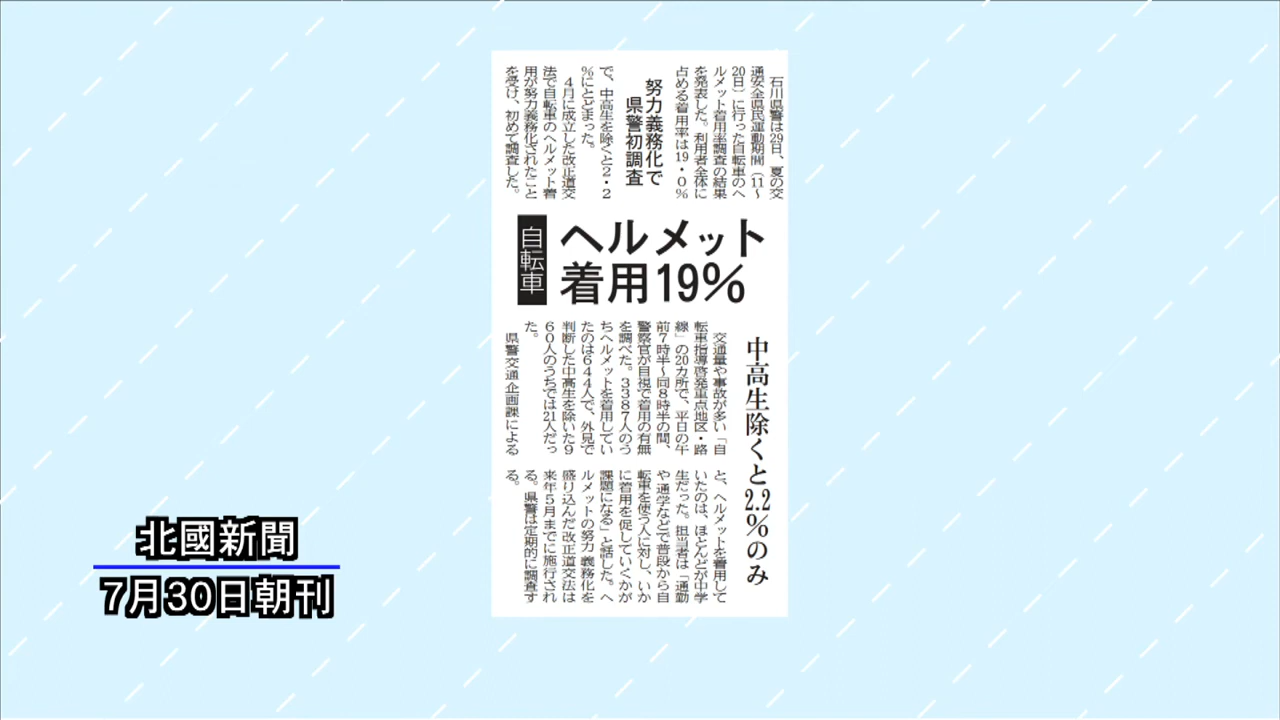 自転車
ヘルメット
着用19%
努力義務化で
県警初調査
中高生除くと2.2%のみ
石川県警は29日、夏の交
通安全県民運動期間（11〜
20日）に行った自転車のヘ
ルメット着用率調査の結果
を発表した。利用者全体に
占める着用率は19・0％
で、中高生を除くと2・2
％にとどまった。
4月に成立した改正道交
法で自転車のヘルメット着
用が努力義務化されたこと
を受け、初めて調査した。
交通量や事故が多い「自
転車指導啓発重点地区・路
線」の20カ所で、平日の午
前7時半〜同8時半の間、
警察官が目視で着用の有無
を調べた。3387人のう
ちヘルメットを着用してい
たのは644人で、外見で
判断した中高生を除いた9
60人のうちでは21人だっ
た。
県警交通企画課による
と、ヘルメットを着用して
いたのは、ほとんどが中学
生だった。担当者は「通勤
や通学などで普段から自
転車を使う人に対し、いか
に着用を促していくかが
課題になる」と話した。ヘ
ルメットの努力義務化を
盛り込んだ改正道交法は
来年5月までに施行され
る。県警は定期的に調査す
る。
北國新聞
7月30日朝刊